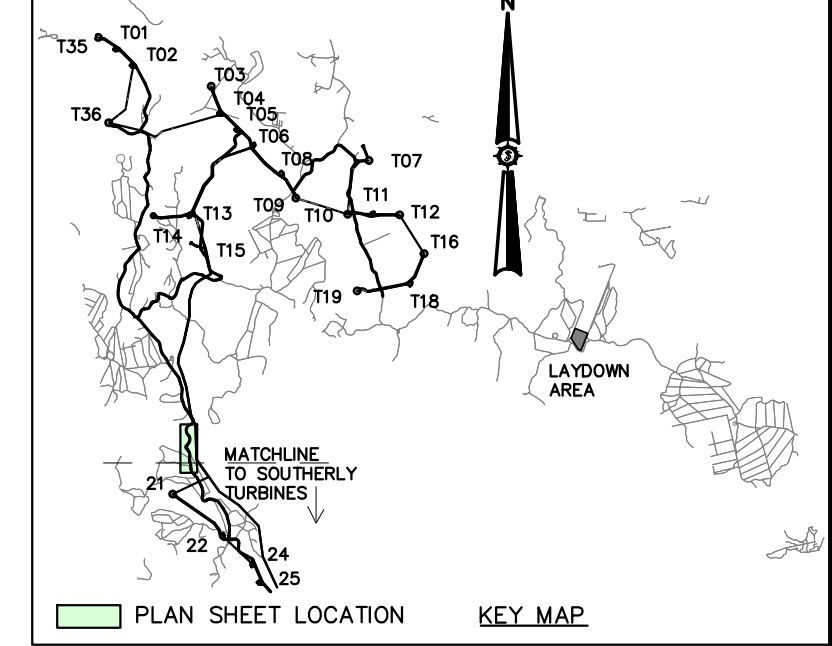 N
T35
T01
T02
T03
T04
T05
T36
T06
T08
T07
T09
T10
T11
T12
T13
T14
T15
T16
T19
T18
LAYDOWN
AREA
MATCHLINE
TO SOUTHERLY
TURBINES
21
22
24
25
PLAN SHEET LOCATION
KEY MAP